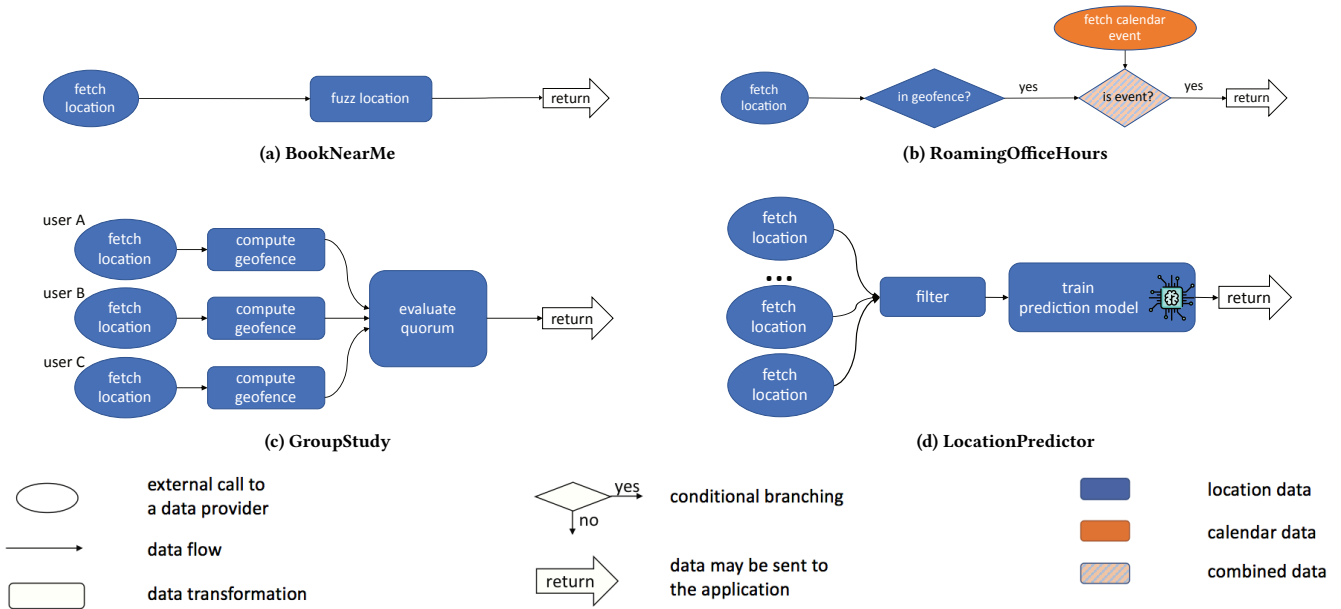 fetch
location
fuzz location
return
(a) BookNearMe
fetch calendar
event
fetch
location
in geofence?
yes
is event?
yes
return
(b) RoamingOfficeHours
user A
fetch
location
compute
geofence
user B
fetch
location
compute
geofence
user C
fetch
location
compute
geofence
evaluate
quorum
return
(c) GroupStudy
fetch
location
...
fetch
location
fetch
location
filter
train
prediction model
return
(d) LocationPredictor
external call to
a data provider
data flow
data transformation
yes
no
conditional branching
return
data may be sent to
the application
location data
calendar data
combined data